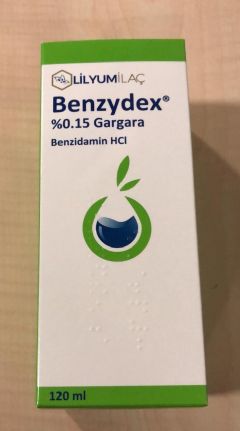 LİLYUMİLAÇ
Benzydex®
%0.15 Gargara
Benzidamin HCl
120 ml